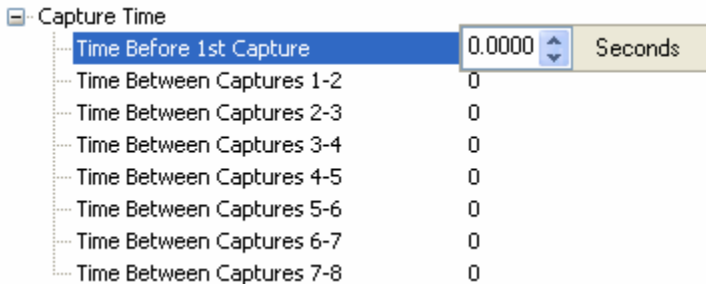 Capture Time
Time Before 1st Capture 0.0000 Seconds
Time Between Captures 1-2 0
Time Between Captures 2-3 0
Time Between Captures 3-4 0
Time Between Captures 4-5 0
Time Between Captures 5-6 0
Time Between Captures 6-7 0
Time Between Captures 7-8 0